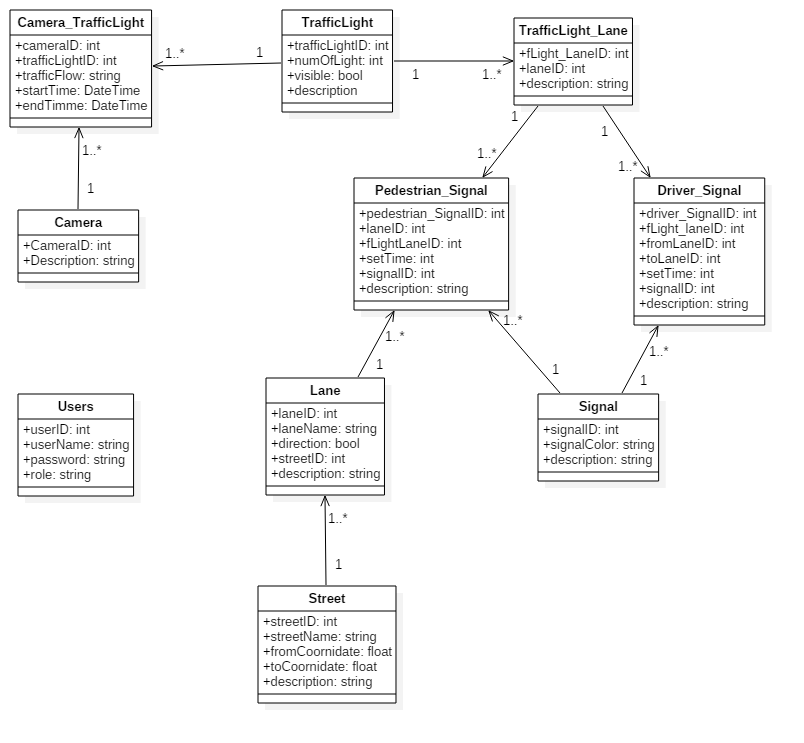 Camera_TrafficLight
+cameraID: int
+trafficLightID: int
+trafficFlow: string
+startTime: DateTime
+endTimme: DateTime
1..*
1
TrafficLight
+trafficLightID: int
+numOfLight: int
+visible: bool
+description
1
1..*
TrafficLight_Lane
+fLight_LaneID: int
+laneID: int
+description: string
1
1..*
1
1..*
1..*
1
Camera
+CameraID: int
+Description: string
Pedestrian_Signal
+pedestrian_SignalID: int
+laneID: int
+fLightLaneID: int
+setTime: int
+signalID: int
+description: string
Driver_Signal
+driver_SignalID: int
+fLight_laneID: int
+fromLaneID: int
+toLaneID: int
+setTime: int
+signalID: int
+description: string
1..*
1
1..*
1
1..*
1
Users
+userID: int
+userName: string
+password: string
+role: string
Lane
+laneID: int
+laneName: string
+direction: bool
+streetID: int
+description: string
Signal
+signalID: int
+signalColor: string
+description: string
1..*
1
Street
+streetID: int
+streetName: string
+fromCoornidate: float
+toCoornidate: float
+description: string